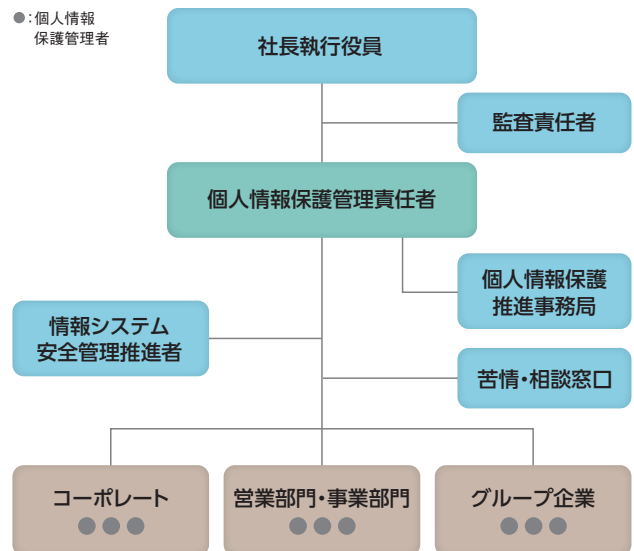 ●:個人情報
保護管理者
社長執行役員
監査責任者
個人情報保護管理責任者
個人情報保護
推進事務局
情報システム
安全管理推進者
苦情・相談窓口
コーポレート
●●●
営業部門・事業部門
●●●
グループ企業
●●●